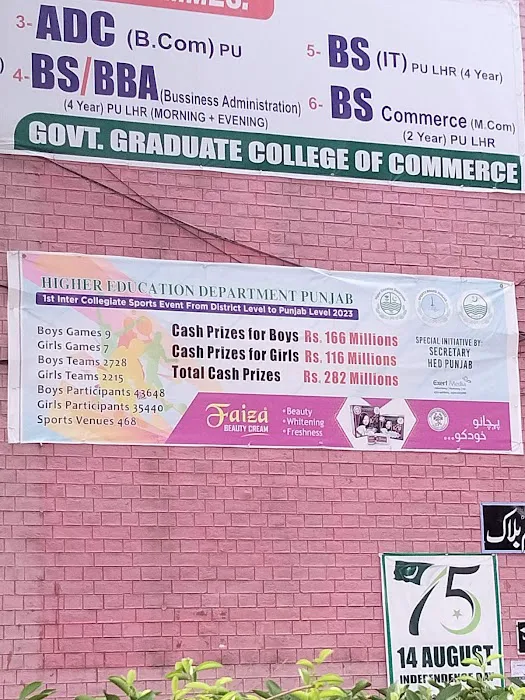 3- ADC (B.Com) PU
4- BS/BBA (Bussiness Administration)
(4 Year) PU LHR (MORNING + EVENING)
5- BS (IT) PU LHR (4 Year)
6- BS Commerce (M.Com)
(2 Year) PU LHR
GOVT. GRADUATE COLLEGE OF COMMERCE
HIGHER EDUCATION DEPARTMENT PUNJAB
1st Inter Collegiate Sports Event From District Level to Punjab Level 2023
Boys Games 9
Girls Games 7
Boys Teams 2728
Girls Teams 2215
Boys Participants 43648
Girls Participants 35440
Sports Venues 468
Cash Prizes for Boys Rs. 166 Millions
Cash Prizes for Girls Rs. 116 Millions
Total Cash Prizes Rs. 282 Millions
SPECIAL INITIATIVE BY:
SECRETARY
HED PUNJAB
Exert Media
Faiza
BEAUTY CREAM
• Beauty
• Whitening
• Freshness
پہچانو
خودکو...
بلاک
75
14 AUGUST
INDEPENDENCE DAY